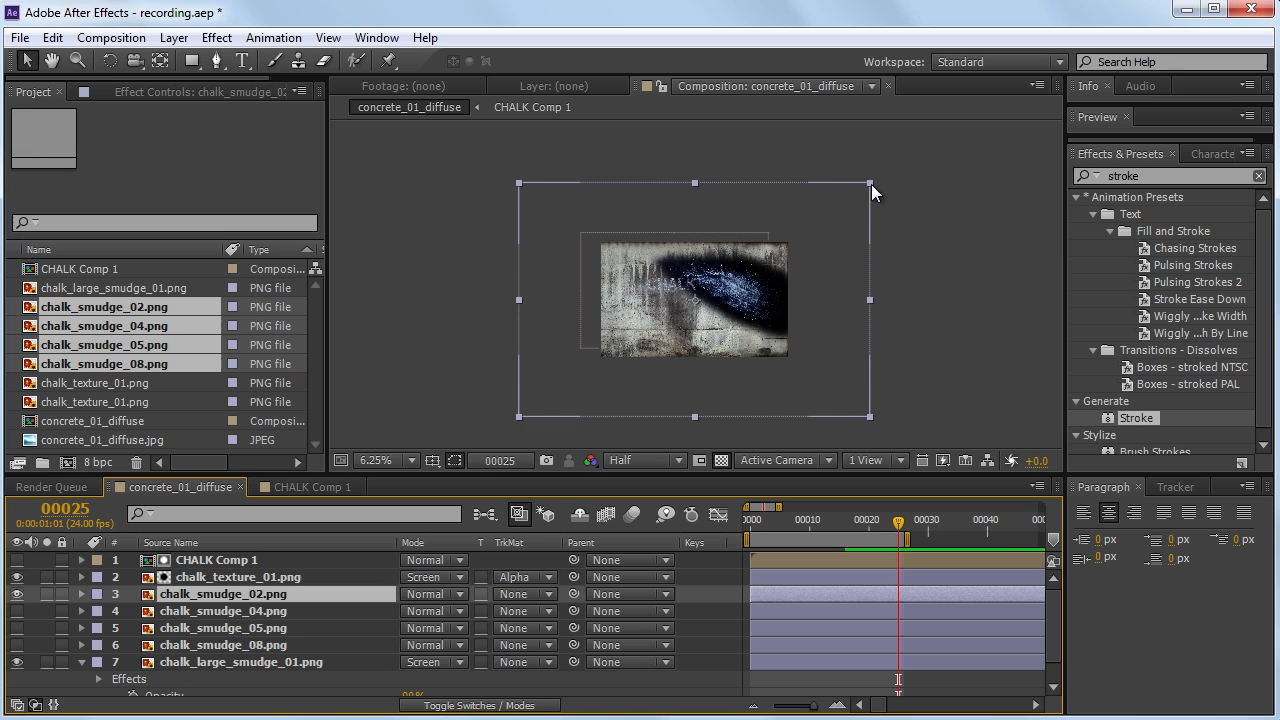 Adobe After Effects - recording.aep *
File Edit Composition Layer Effect Animation View Window Help
Workspace: Standard Search Help
Project Effect Controls: chalk_smudge_02
Footage: (none) Layer: (none) Composition: concrete_01_diffuse
Info Audio
concrete_01_diffuse CHALK Comp 1
Preview
Effects & Presets Characte
stroke
* Animation Presets
Text
Fill and Stroke
Chasing Strokes
Pulsing Strokes
Pulsing Strokes 2
Stroke Ease Down
Wiggly ...ke Width
Wiggly ...h By Line
Transitions - Dissolves
Boxes - stroked NTSC
Boxes - stroked PAL
Generate
Stroke
Stylize
Brush Strokes
Name Type
CHALK Comp 1 Composi...
chalk_large_smudge_01.png PNG file
chalk_smudge_02.png PNG file
chalk_smudge_04.png PNG file
chalk_smudge_05.png PNG file
chalk_smudge_08.png PNG file
chalk_texture_01.png PNG file
chalk_texture_01.png PNG file
concrete_01_diffuse Composi...
concrete_01_diffuse.jpg JPEG
8 bpc
6.25% 00025 Half Active Camera 1 View +0.0
Render Queue concrete_01_diffuse CHALK Comp 1
Paragraph Tracker
00025
0:00:01:01 (24.00 fps)
0000 00010 00020 00030 00040 000
# Source Name Mode T TrkMat Parent Keys
1 CHALK Comp 1 Normal None
2 chalk_texture_01.png Screen Alpha None
3 chalk_smudge_02.png Normal None None
4 chalk_smudge_04.png Normal None None
5 chalk_smudge_05.png Normal None None
6 chalk_smudge_08.png Normal None None
7 chalk_large_smudge_01.png Screen None None
Effects
Opacity
Toggle Switches / Modes
0 px 0 px 0 px
0 px 0 px